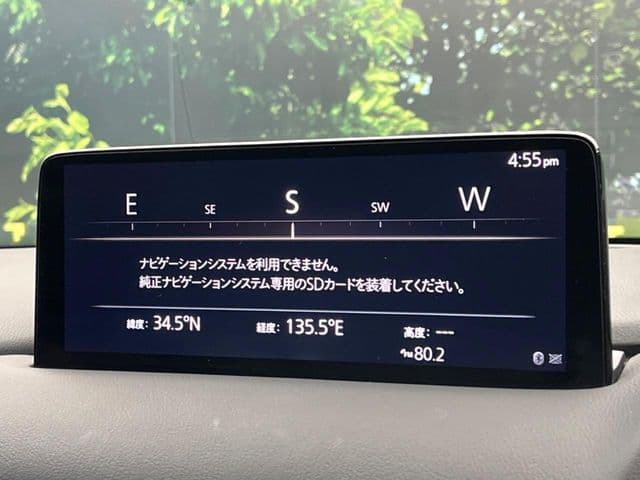 4:55pm
E SE S SW W
ナビゲーションシステムを利用できません。
純正ナビゲーションシステム専用のSDカードを装着してください。
緯度: 34.5°N 経度: 135.5°E 高度: ---
FM 80.2